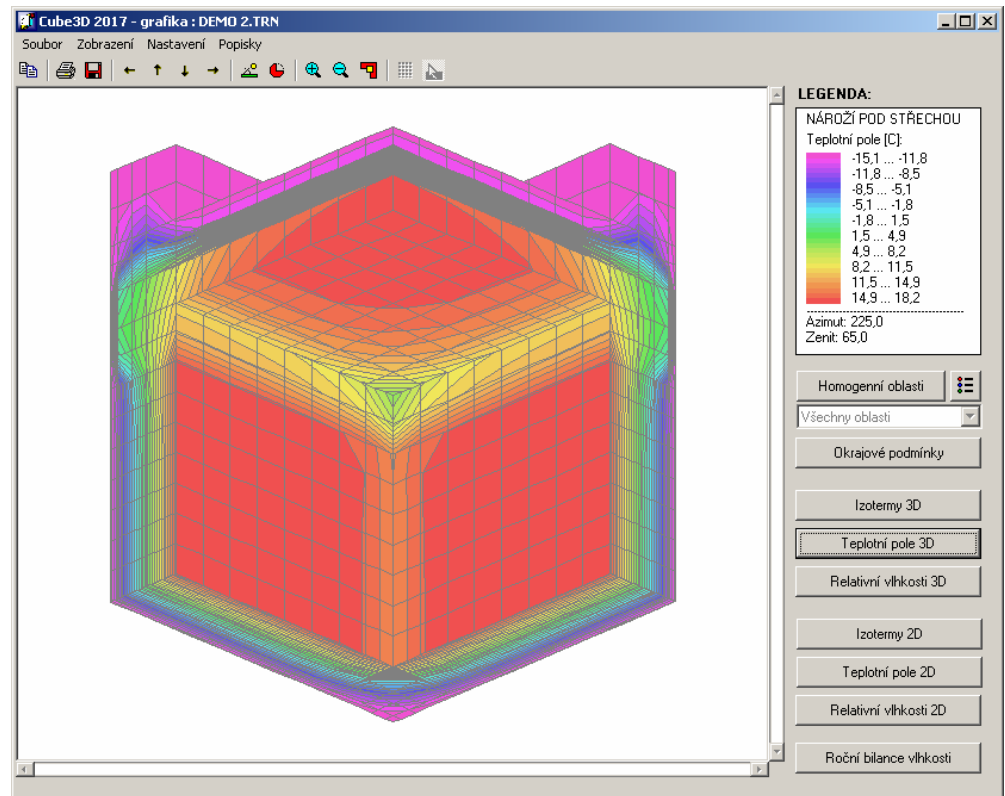 Cube3D 2017 - grafika : DEMO 2.TRN
Soubor Zobrazení Nastavení Popisky
LEGENDA:
NÁROŽÍ POD STŘECHOU
Teplotní pole [C]:
-15,1 ... -11,8
-11,8 ... -8,5
-8,5 ... -5,1
-5,1 ... -1,8
-1,8 ... 1,5
1,5 ... 4,9
4,9 ... 8,2
8,2 ... 11,5
11,5 ... 14,9
14,9 ... 18,2
Azimut: 225,0
Zenit: 65,0
Homogenní oblasti
Všechny oblasti
Okrajové podmínky
Izotermy 3D
Teplotní pole 3D
Relativní vlhkosti 3D
Izotermy 2D
Teplotní pole 2D
Relativní vlhkosti 2D
Roční bilance vlhkosti